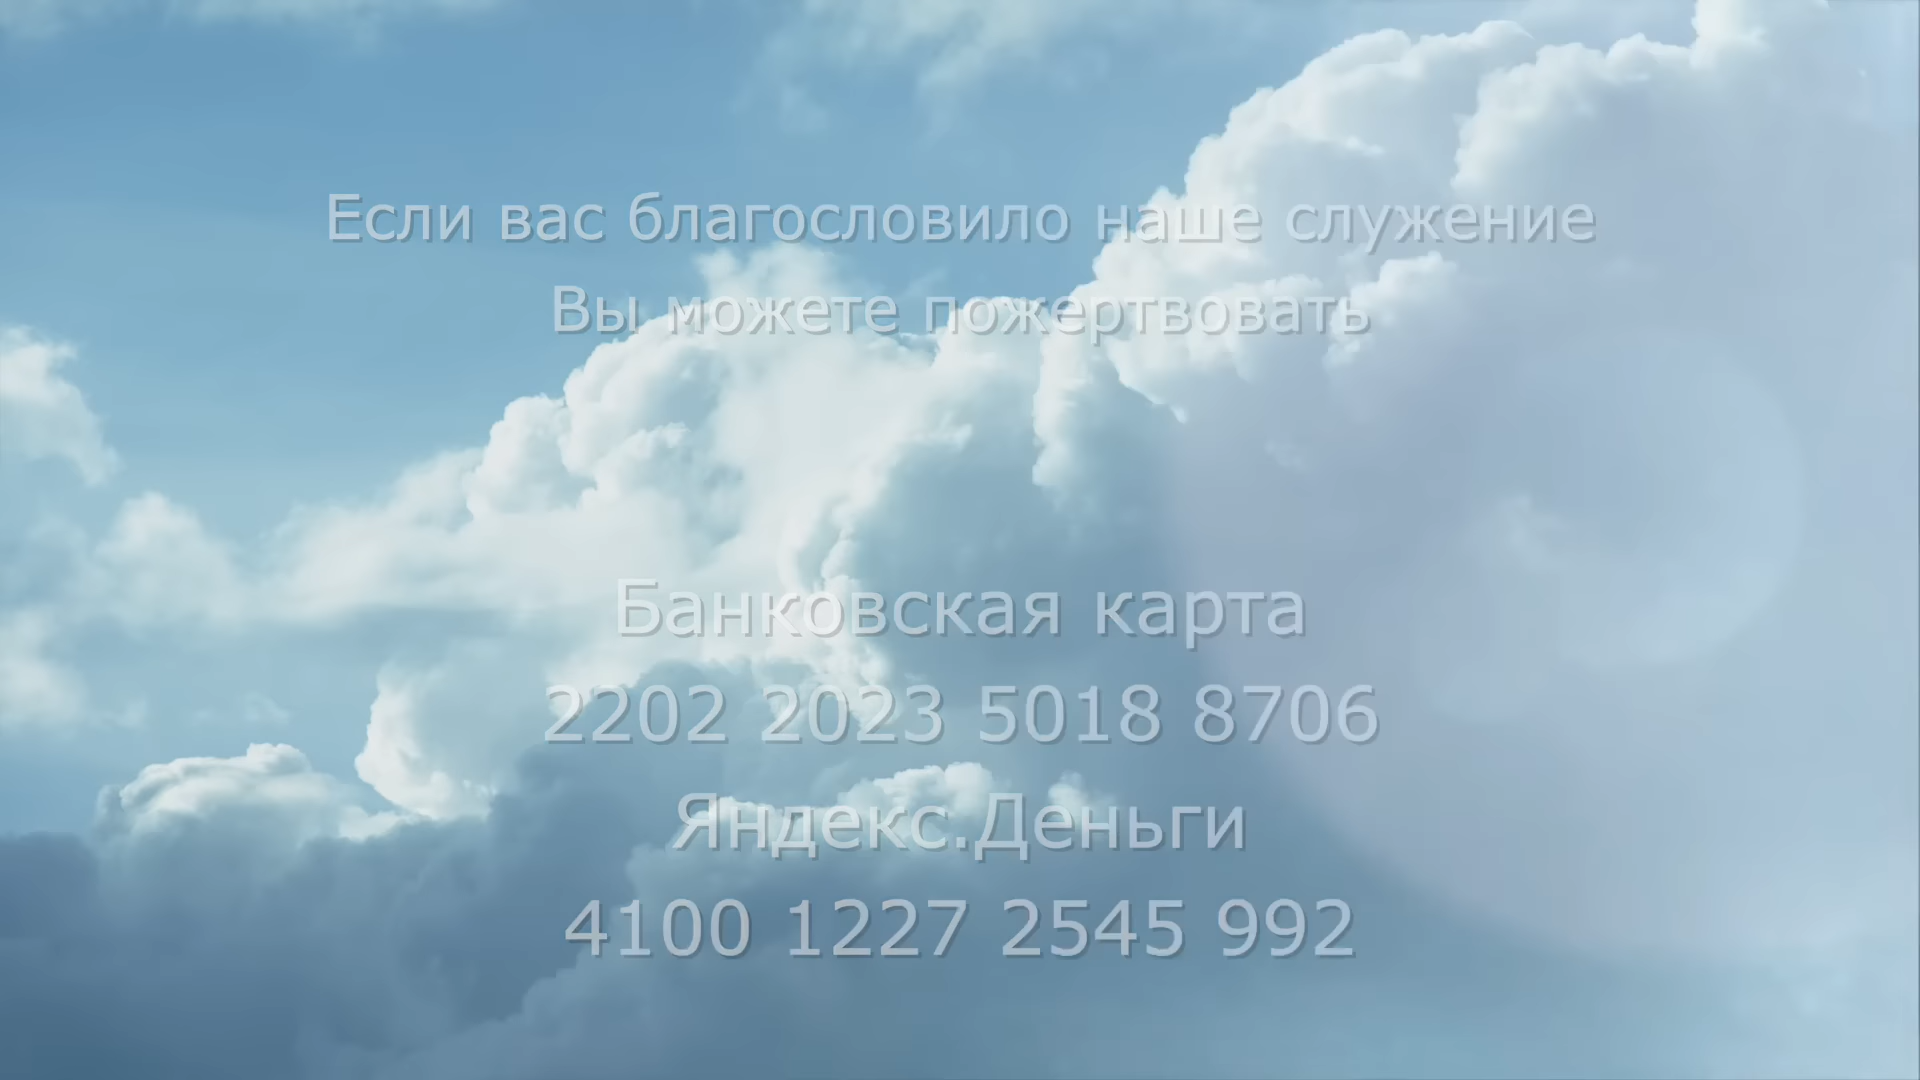 Если вас благословило наше служение
Вы можете пожертвовать
Банковская карта
2202 2023 5018 8706
Яндекс.Деньги
4100 1227 2545 992